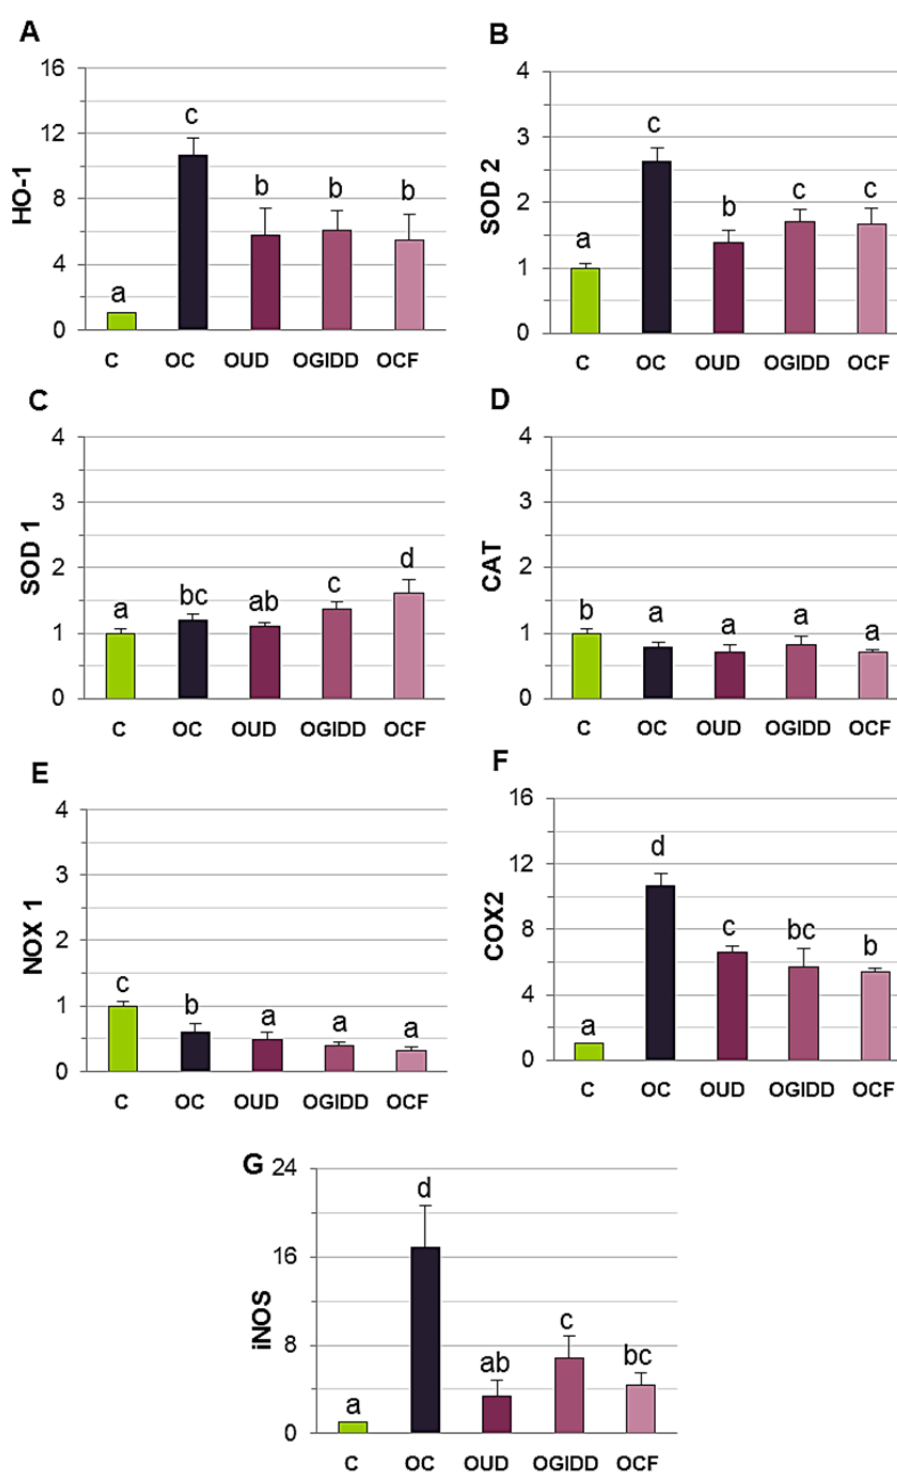 A
HO-1
16
12
8
4
0
a
c
b
b
b
C
OC
OUD
OGIDD
OCF
B
SOD 2
4
3
2
1
0
a
c
b
c
c
C
OC
OUD
OGIDD
OCF
C
SOD 1
4
3
2
1
0
a
bc
ab
c
d
C
OC
OUD
OGIDD
OCF
D
CAT
4
3
2
1
0
b
a
a
a
a
C
OC
OUD
OGIDD
OCF
E
NOX 1
4
3
2
1
0
c
b
a
a
a
C
OC
OUD
OGIDD
OCF
F
COX2
16
12
8
4
0
a
d
c
bc
b
C
OC
OUD
OGIDD
OCF
G
iNOS
24
16
8
0
a
d
ab
c
bc
C
OC
OUD
OGIDD
OCF